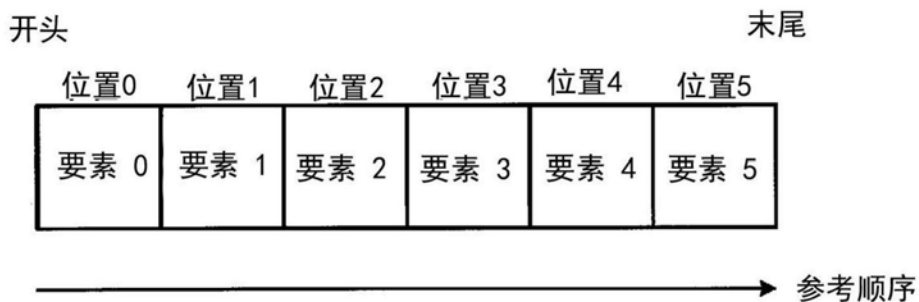 开头 末尾
位置0 位置1 位置2 位置3 位置4 位置5
要素 0 要素 1 要素 2 要素 3 要素 4 要素 5
参考顺序